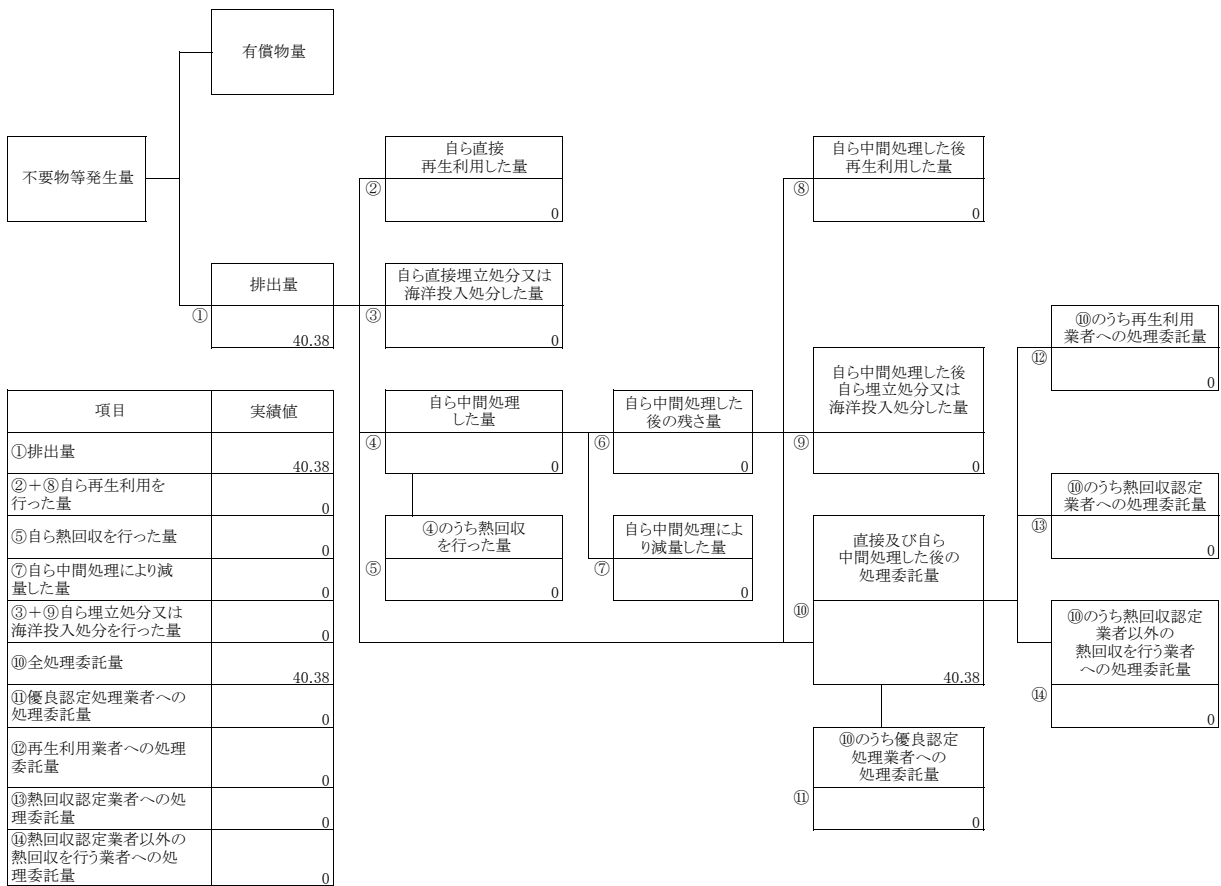 有償物量
不要物等発生量
自ら直接
再生利用した量
②
0
自ら中間処理した後
再生利用した量
⑧
0
排出量
①
40.38
自ら直接埋立処分又は
海洋投入処分した量
③
0
自ら中間処理
した量
④
0
自ら中間処理した
後の残さ量
⑥
0
自ら中間処理した後
自ら埋立処分又は
海洋投入処分した量
⑨
0
④のうち熱回収
を行った量
⑤
0
自ら中間処理によ
り減量した量
⑦
0
直接及び自ら
中間処理した後の
処理委託量
⑩
40.38
⑩のうち優良認定
処理業者への
処理委託量
⑪
0
⑩のうち再生利用
業者への処理委託量
⑫
0
⑩のうち熱回収認定
業者への処理委託量
⑬
0
⑩のうち熱回収認定
業者以外の
熱回収を行う業者
への処理委託量
⑭
0
項目 実績値
①排出量
40.38
②+⑧自ら再生利用を
行った量
0
⑤自ら熱回収を行った量
0
⑦自ら中間処理により減
量した量
0
③+⑨自ら埋立処分又は
海洋投入処分を行った量
0
⑩全処理委託量
40.38
⑪優良認定処理業者への
処理委託量
0
⑫再生利用業者への処理
委託量
0
⑬熱回収認定業者への処
理委託量
0
⑭熱回収認定業者以外の
熱回収を行う業者への処
理委託量
0